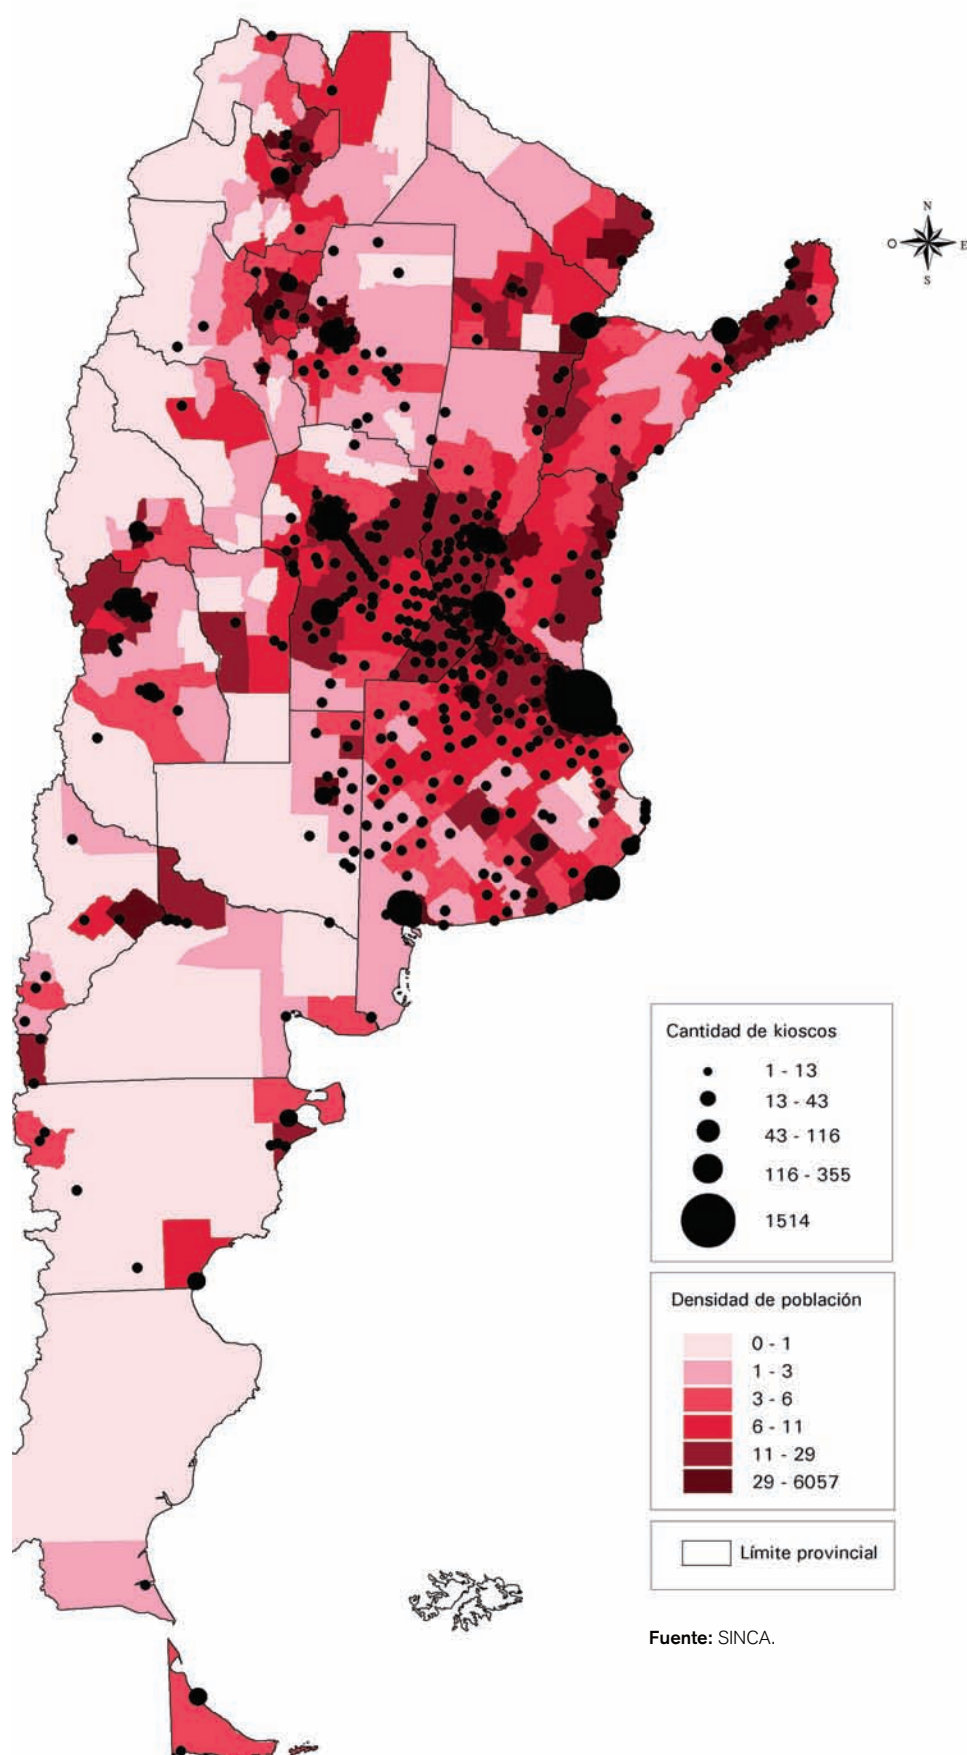 N
O
E
S
Cantidad de kioscos
1 - 13
13 - 43
43 - 116
116 - 355
1514
Densidad de población
0 - 1
1 - 3
3 - 6
6 - 11
11 - 29
29 - 6057
Límite provincial
Fuente: SINCA.